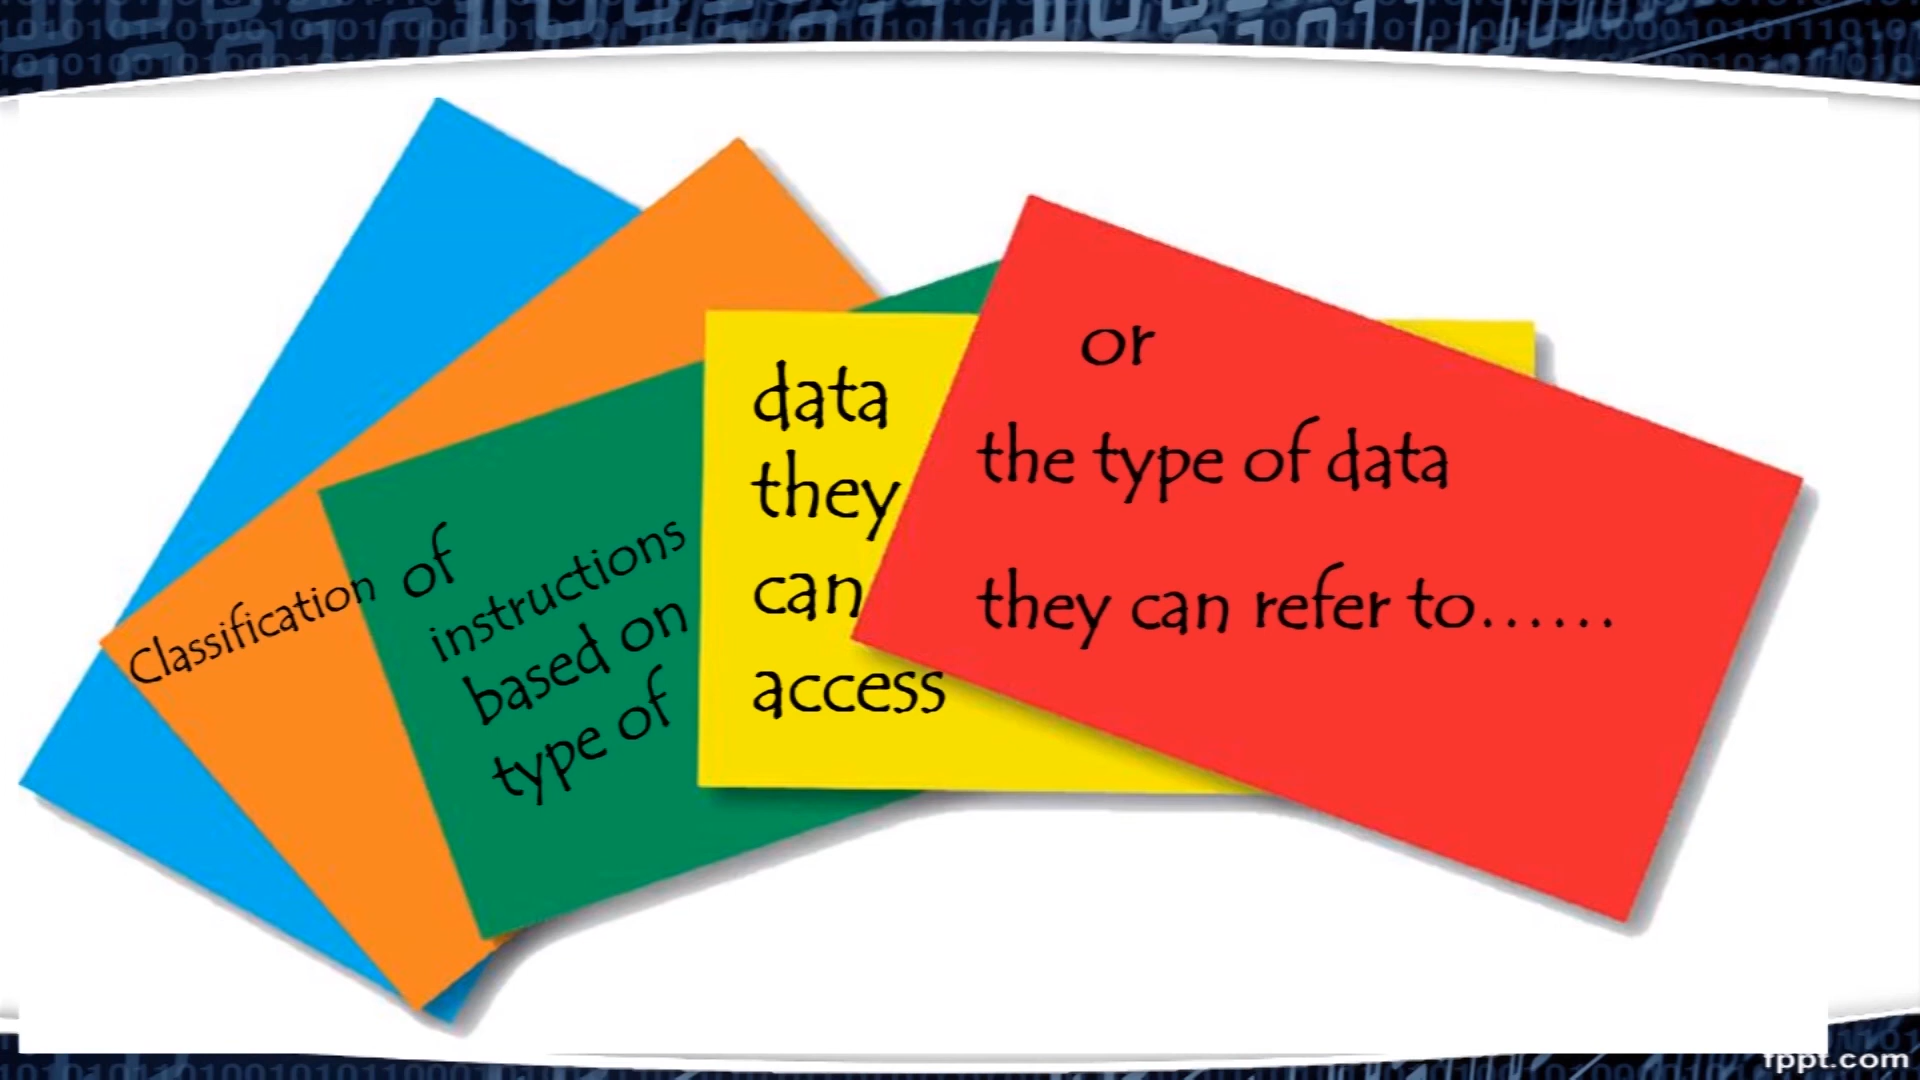 Classification of
instructions
based on
type of
data
they
can
access
or
the type of data
they can refer to......
fppt.com